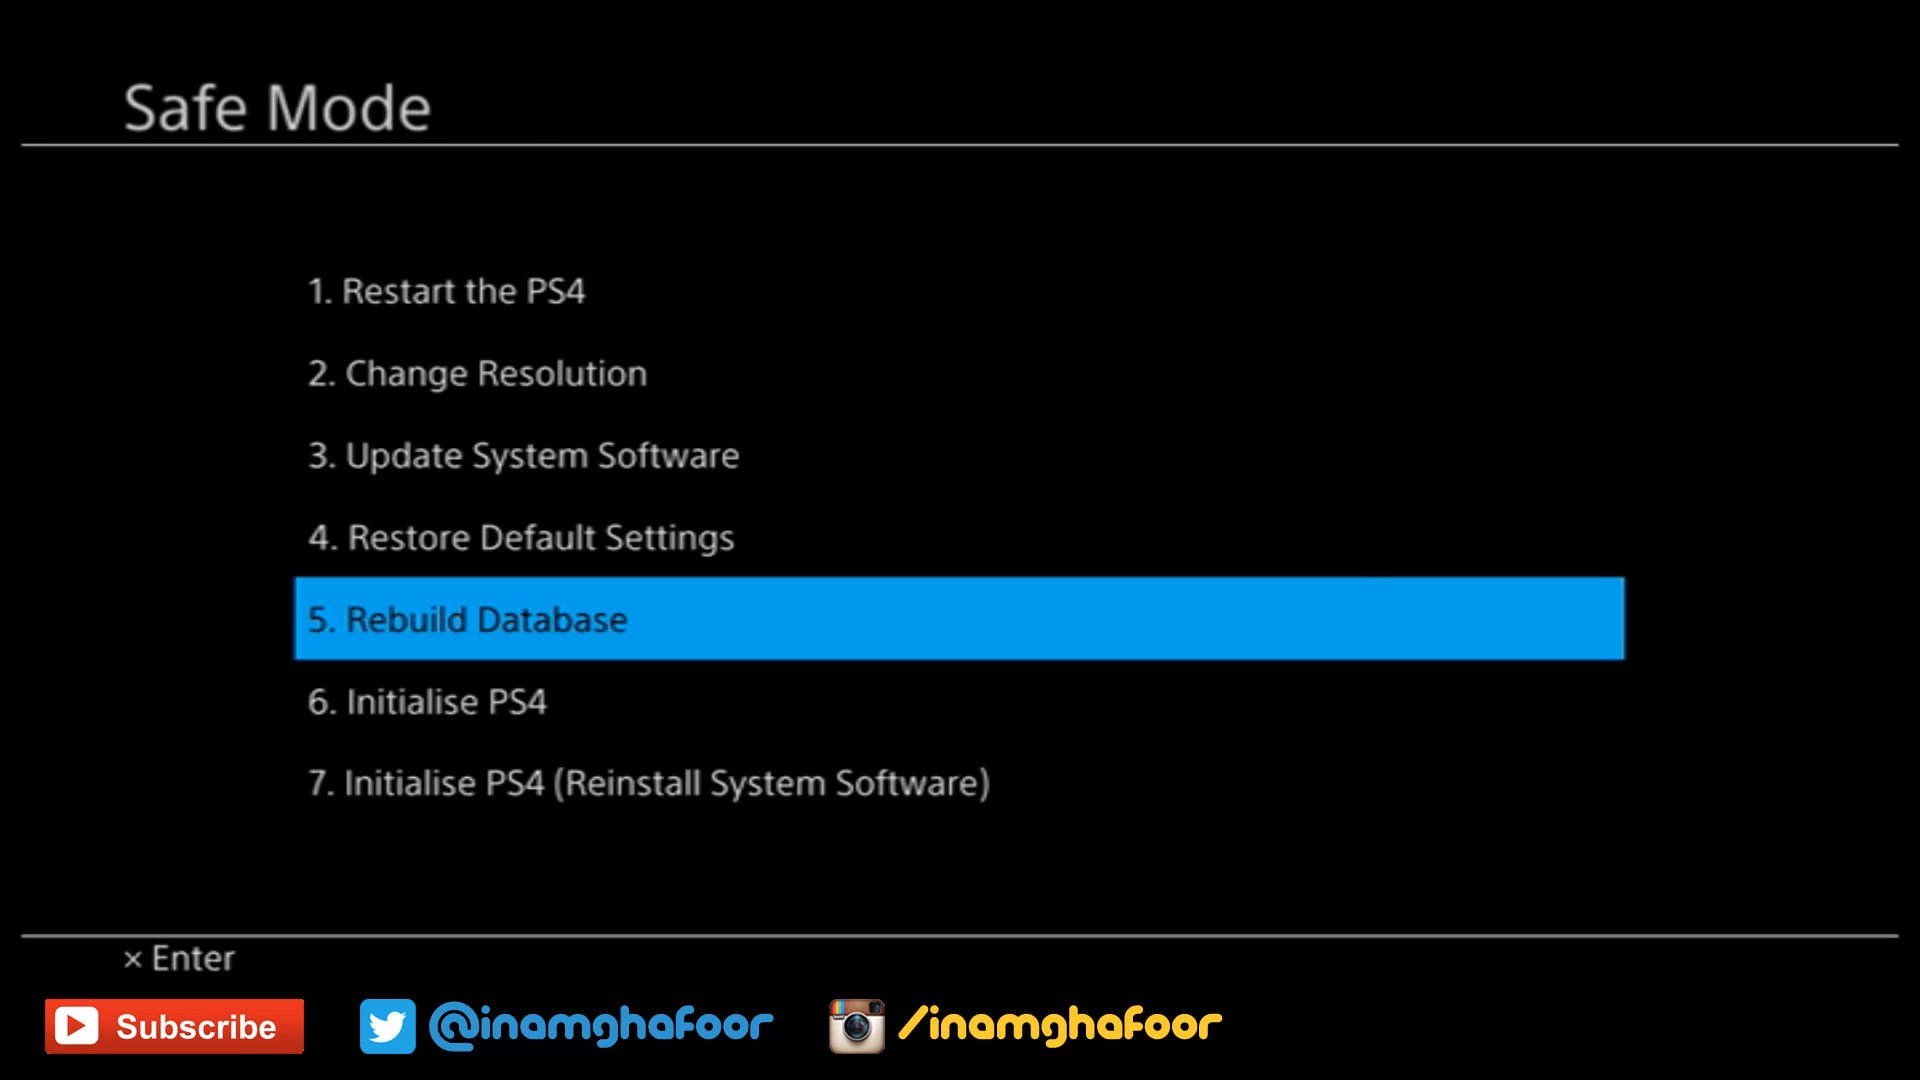 Safe Mode
1. Restart the PS4
2. Change Resolution
3. Update System Software
4. Restore Default Settings
5. Rebuild Database
6. Initialise PS4
7. Initialise PS4 (Reinstall System Software)
× Enter
Subscribe @inamghafoor /inamghafoor